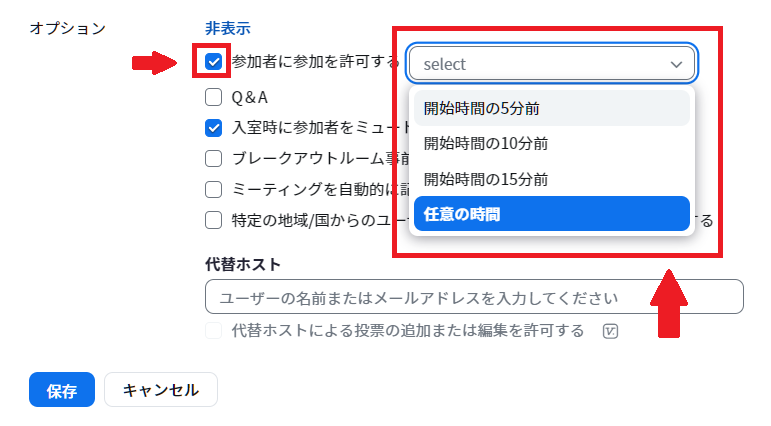 オプション
非表示
参加者に参加を許可する
select
開始時間の5分前
Q&A
入室時に参加者をミュート
開始時間の10分前
ブレークアウトルーム事前
開始時間の15分前
ミーティングを自動的に記
任意の時間
特定の地域/国からのユー
する
代替ホスト
ユーザーの名前またはメールアドレスを入力してください
代替ホストによる投票の追加または編集を許可する
保存
キャンセル